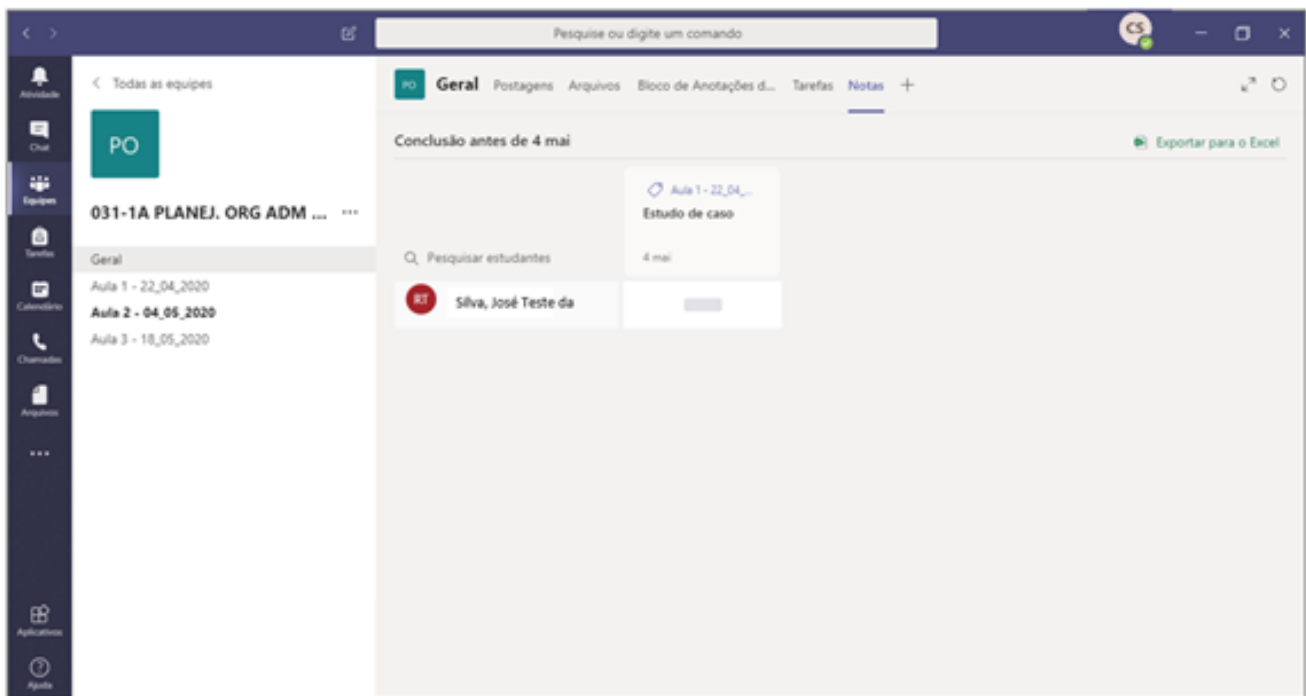 Pesquise ou digite um comando
CS
Atividade
Chat
Equipes
Tarefas
Calendário
Chamadas
Arquivos
Aplicativos
Ajuda
Todas as equipes
PO
031-1A PLANEJ. ORG ADM ... ···
Geral
Aula 1 - 22_04_2020
Aula 2 - 04_05_2020
Aula 3 - 18_05_2020
PO Geral Postagens Arquivos Bloco de Anotações d... Tarefas Notas
Conclusão antes de 4 mai
Exportar para o Excel
Aula 1 - 22_04_...
Estudo de caso
4 mai
Pesquisar estudantes
RT Silva, José Teste da